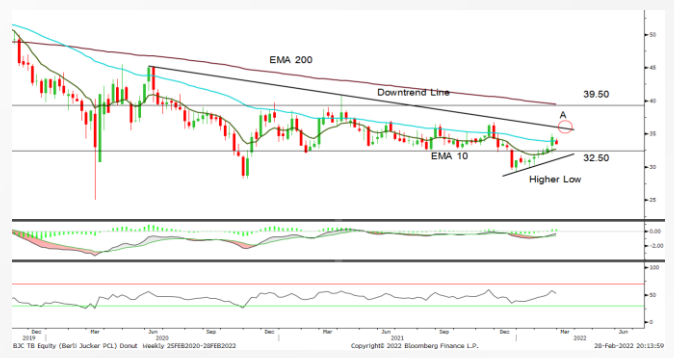 50
EMA 200
45
Downtrend Line
39.50
40
A
35
EMA 10
32.50
30
Higher Low
25
0.00
-2.00
100
50
0
Dec Mar Jun Sep Dec Mar Jun Sep Dec Mar Jun
2019 2020 2021 2022
BJC TB Equity (Berli Jucker PCL) Donut Weekly 25FEB2020-28FEB2022 Copyright© 2022 Bloomberg Finance L.P. 28-Feb-2022 20:13:59